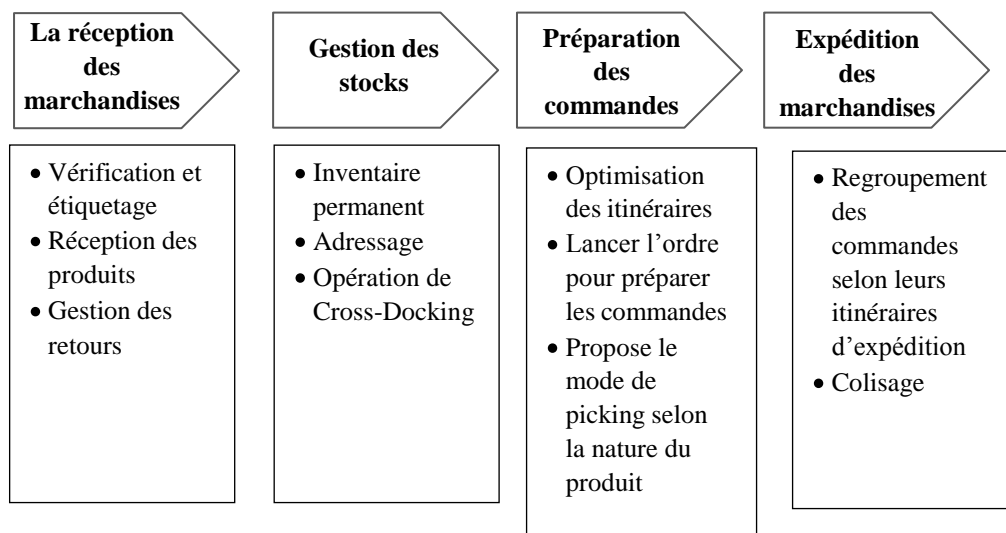 La réception
des
marchandises
Gestion des
stocks
Préparation
des
commandes
Expédition
des
marchandises
• Vérification et
étiquetage
• Réception des
produits
• Gestion des
retours
• Inventaire
permanent
• Adressage
• Opération de
Cross-Docking
• Optimisation
des itinéraires
• Lancer l’ordre
pour préparer
les commandes
• Propose le
mode de
picking selon
la nature du
produit
• Regroupement
des
commandes
selon leurs
itinéraires
d’expédition
• Colisage